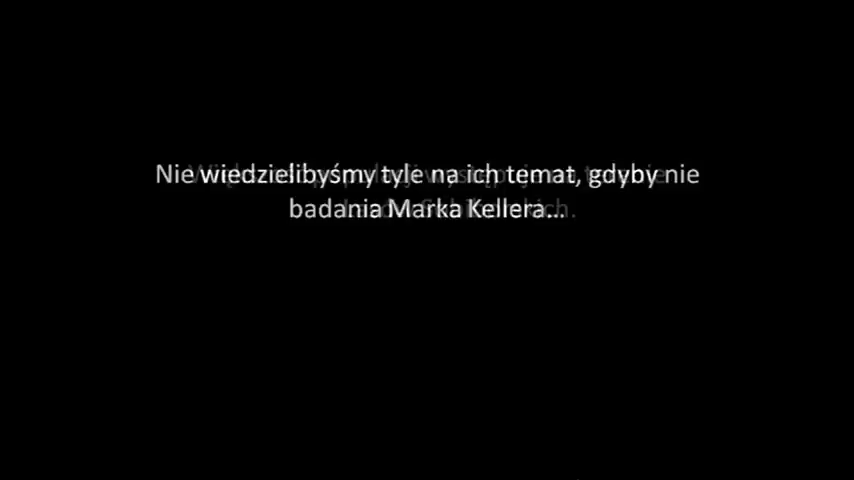 Nie wiedzielibyśmy tyle na ich temat, gdyby nie
badania Marka Kellera...